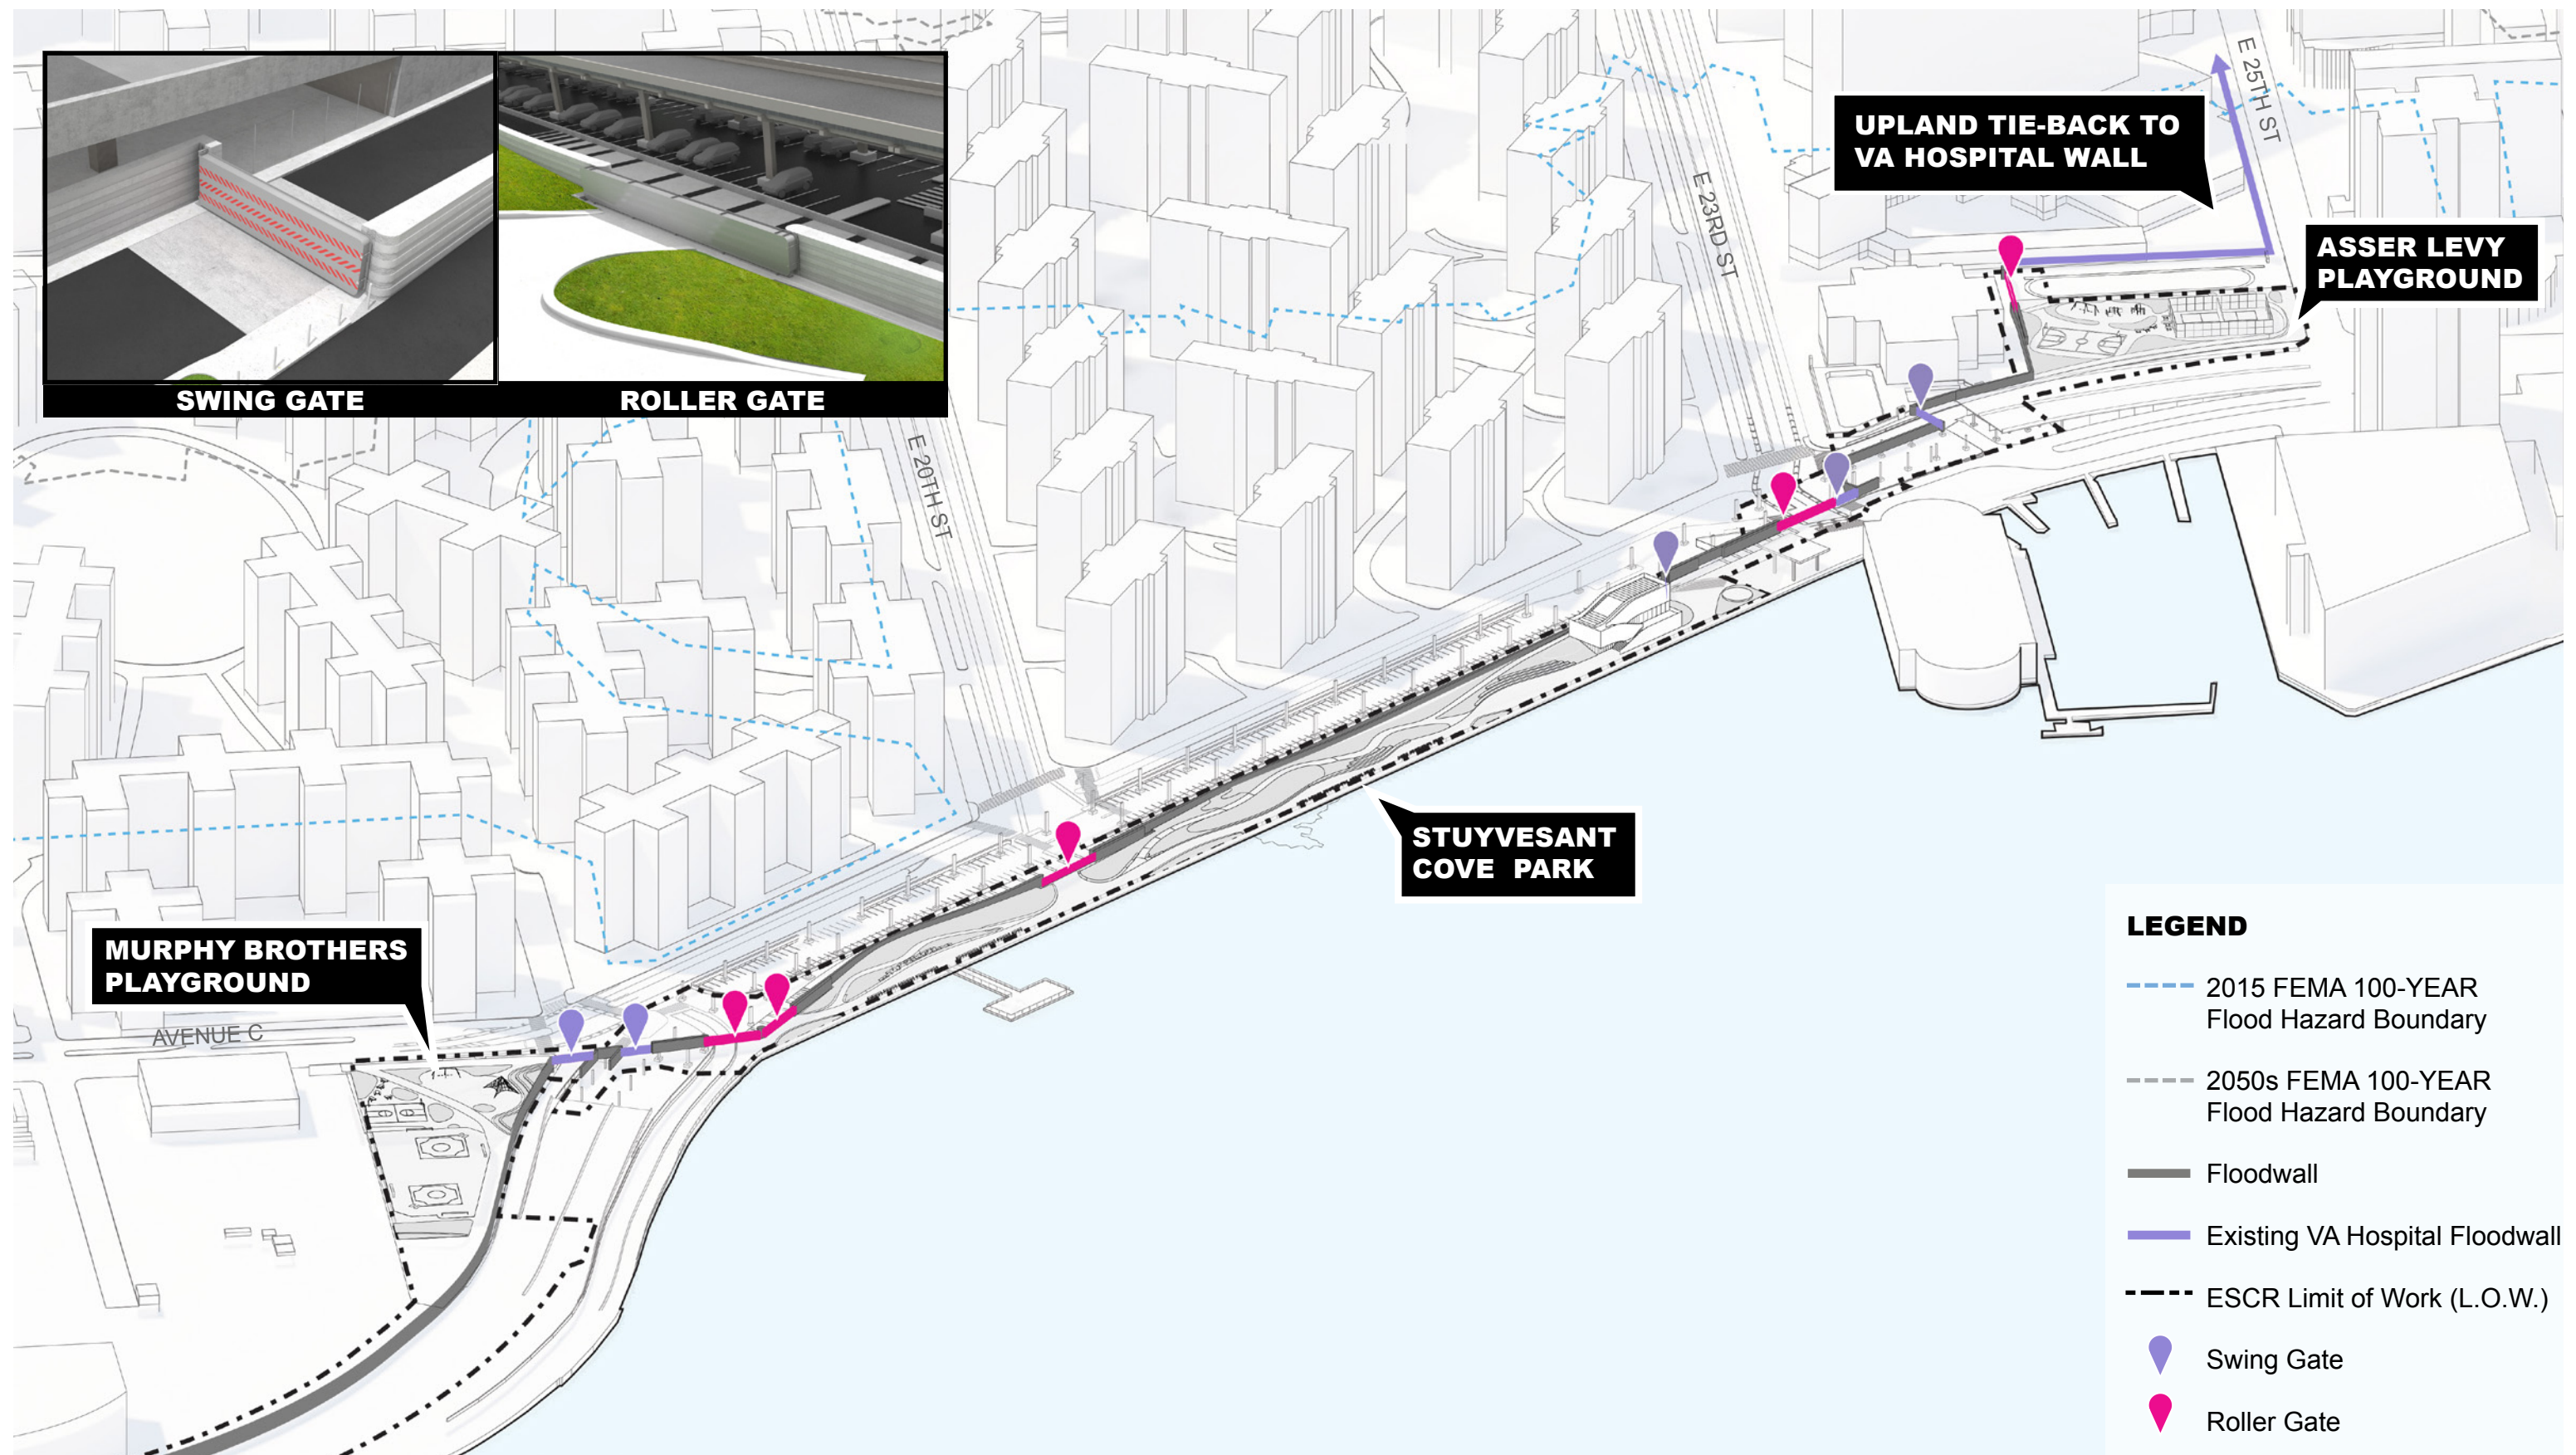 SWING GATE
ROLLER GATE
UPLAND TIE-BACK TO
VA HOSPITAL WALL
E 25TH ST
ASSER LEVY
PLAYGROUND
E 23RD ST
E 20TH ST
STUYVESANT
COVE PARK
MURPHY BROTHERS
PLAYGROUND
AVENUE C
LEGEND
2015 FEMA 100-YEAR
Flood Hazard Boundary
2050s FEMA 100-YEAR
Flood Hazard Boundary
Floodwall
Existing VA Hospital Floodwall
ESCR Limit of Work (L.O.W.)
Swing Gate
Roller Gate